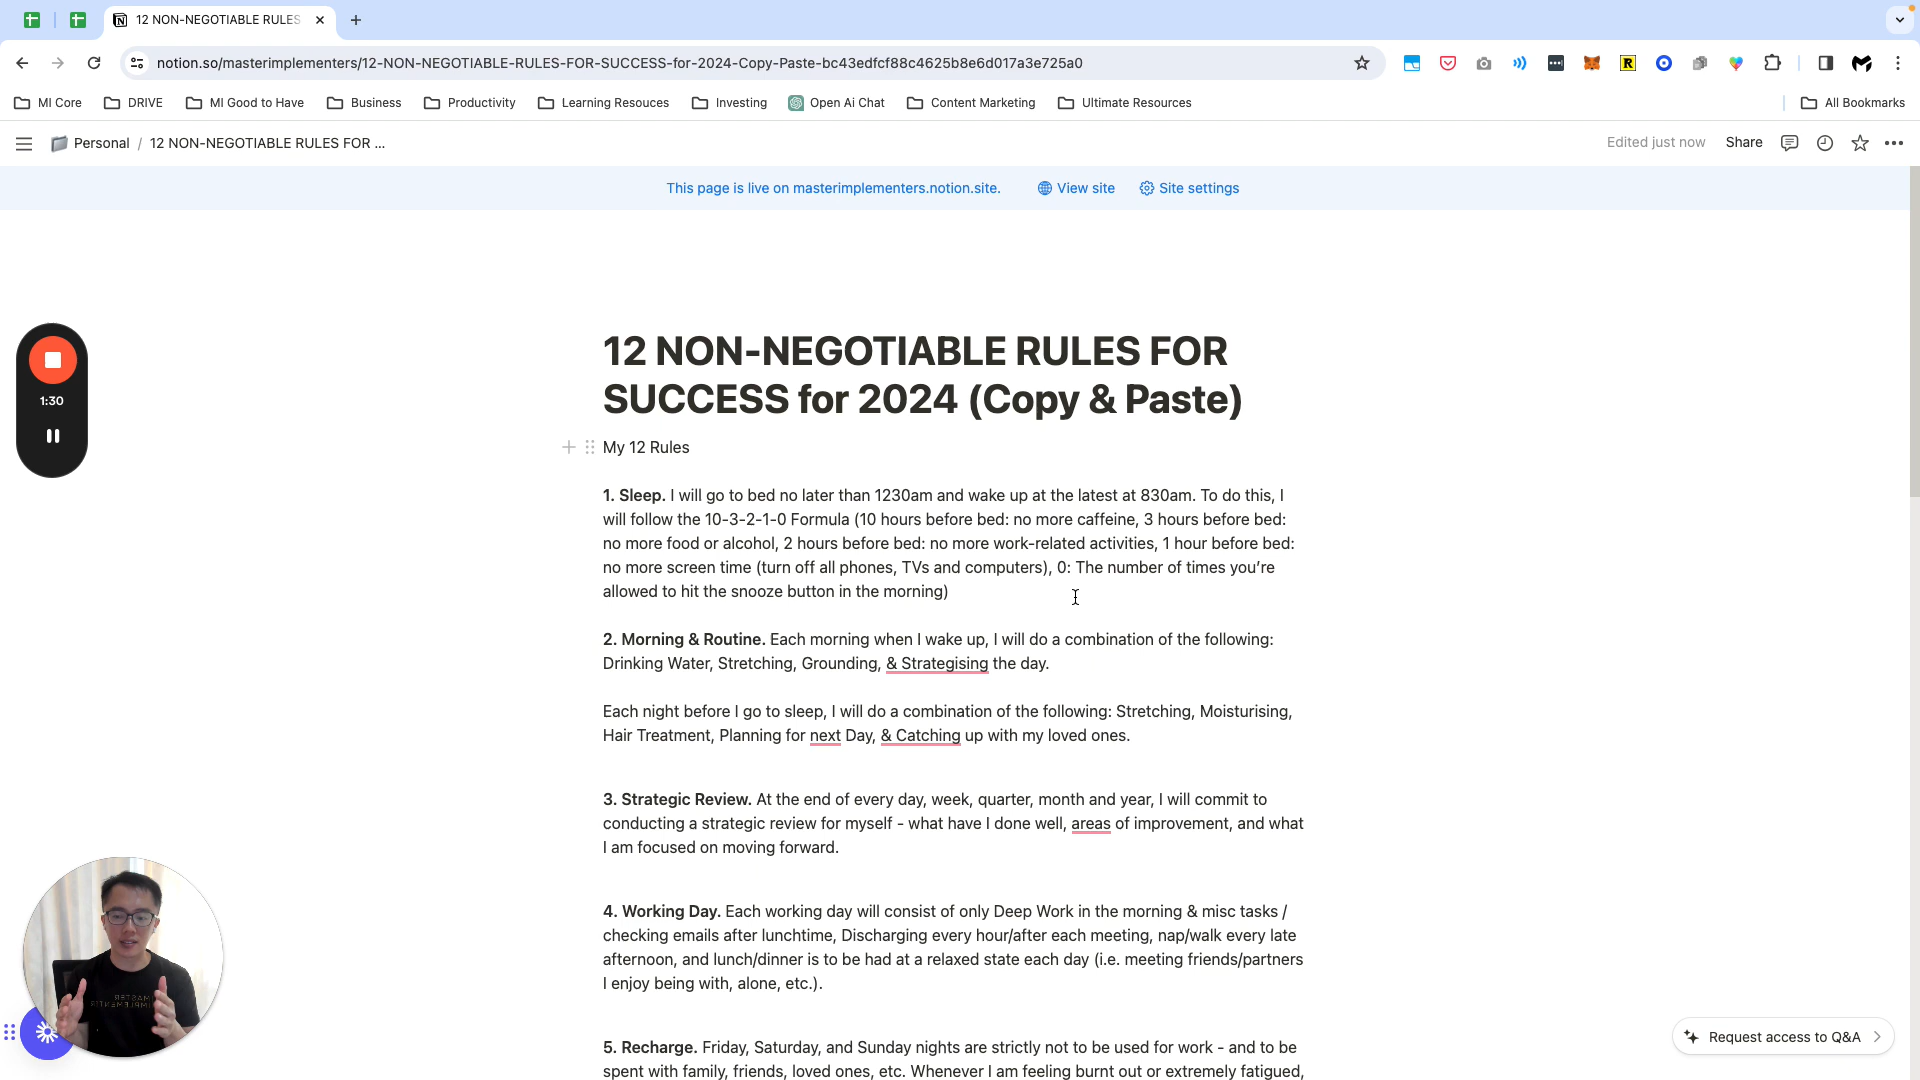 12 NON-NEGOTIABLE RULES
notion.so/masterimplementers/12-NON-NEGOTIABLE-RULES-FOR-SUCCESS-for-2024-Copy-Paste-bc43edfcf88c4625b8e6d017a3e725a0
MI Core DRIVE MI Good to Have Business Productivity Learning Resouces Investing Open Ai Chat Content Marketing Ultimate Resources All Bookmarks
Personal / 12 NON-NEGOTIABLE RULES FOR ... Edited just now Share
This page is live on masterimplementers.notion.site. View site Site settings
12 NON-NEGOTIABLE RULES FOR
SUCCESS for 2024 (Copy & Paste)
1:30
My 12 Rules
1. Sleep. I will go to bed no later than 1230am and wake up at the latest at 830am. To do this, I
will follow the 10-3-2-1-0 Formula (10 hours before bed: no more caffeine, 3 hours before bed:
no more food or alcohol, 2 hours before bed: no more work-related activities, 1 hour before bed:
no more screen time (turn off all phones, TVs and computers), 0: The number of times you're
allowed to hit the snooze button in the morning)
2. Morning & Routine. Each morning when I wake up, I will do a combination of the following:
Drinking Water, Stretching, Grounding, & Strategising the day.
Each night before I go to sleep, I will do a combination of the following: Stretching, Moisturising,
Hair Treatment, Planning for next Day, & Catching up with my loved ones.
3. Strategic Review. At the end of every day, week, quarter, month and year, I will commit to
conducting a strategic review for myself - what have I done well, areas of improvement, and what
I am focused on moving forward.
4. Working Day. Each working day will consist of only Deep Work in the morning & misc tasks /
checking emails after lunchtime, Discharging every hour/after each meeting, nap/walk every late
afternoon, and lunch/dinner is to be had at a relaxed state each day (i.e. meeting friends/partners
I enjoy being with, alone, etc.).
5. Recharge. Friday, Saturday, and Sunday nights are strictly not to be used for work - and to be
spent with family, friends, loved ones, etc. Whenever I am feeling burnt out or extremely fatigued,
Request access to Q&A